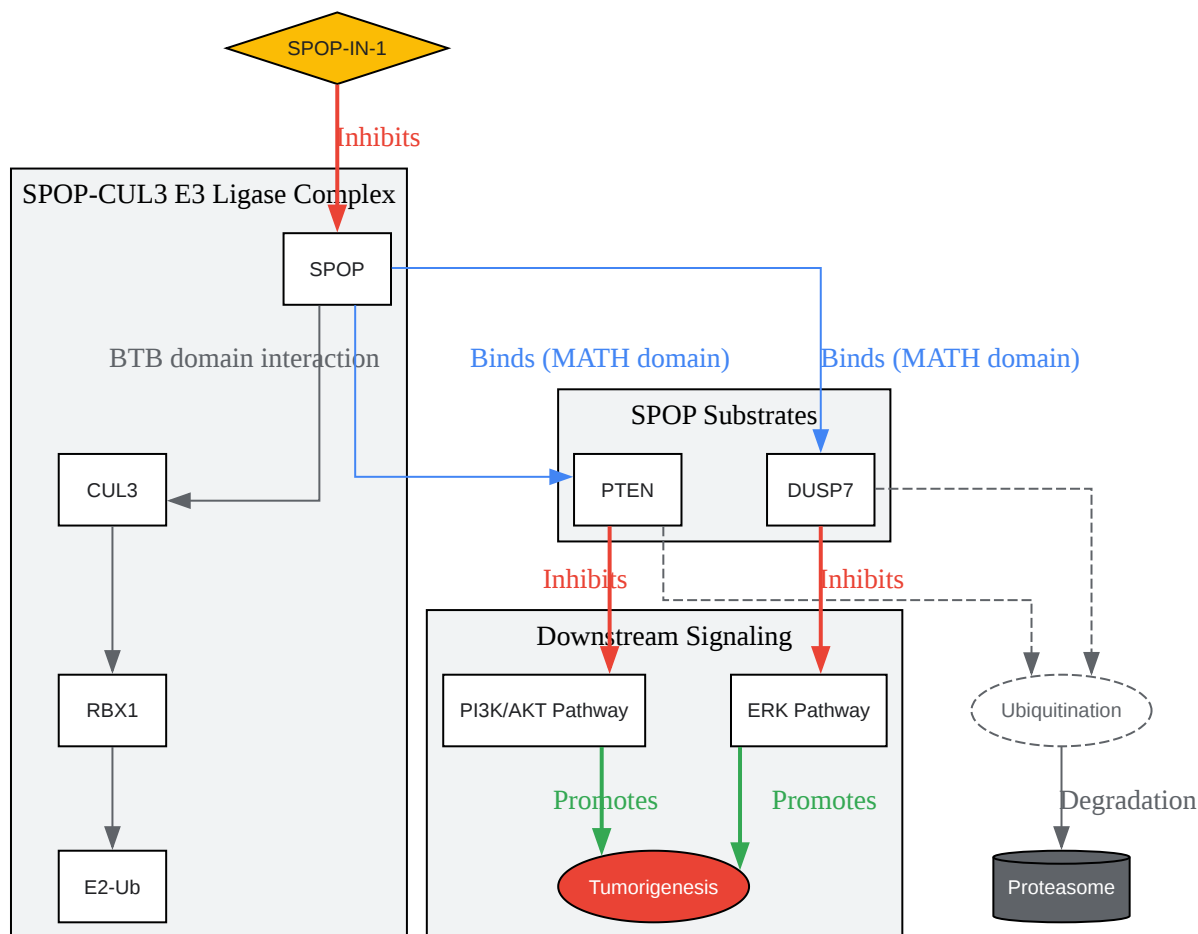 SPOP-IN-1
Inhibits
SPOP-CUL3 E3 Ligase Complex
SPOP
BTB domain interaction
Binds (MATH domain)
Binds (MATH domain)
SPOP Substrates
CUL3
PTEN
DUSP7
Inhibits
Inhibits
Downstream Signaling
RBX1
PI3K/AKT Pathway
ERK Pathway
Ubiquitination
Promotes
Promotes
Degradation
E2-Ub
Tumorigenesis
Proteasome